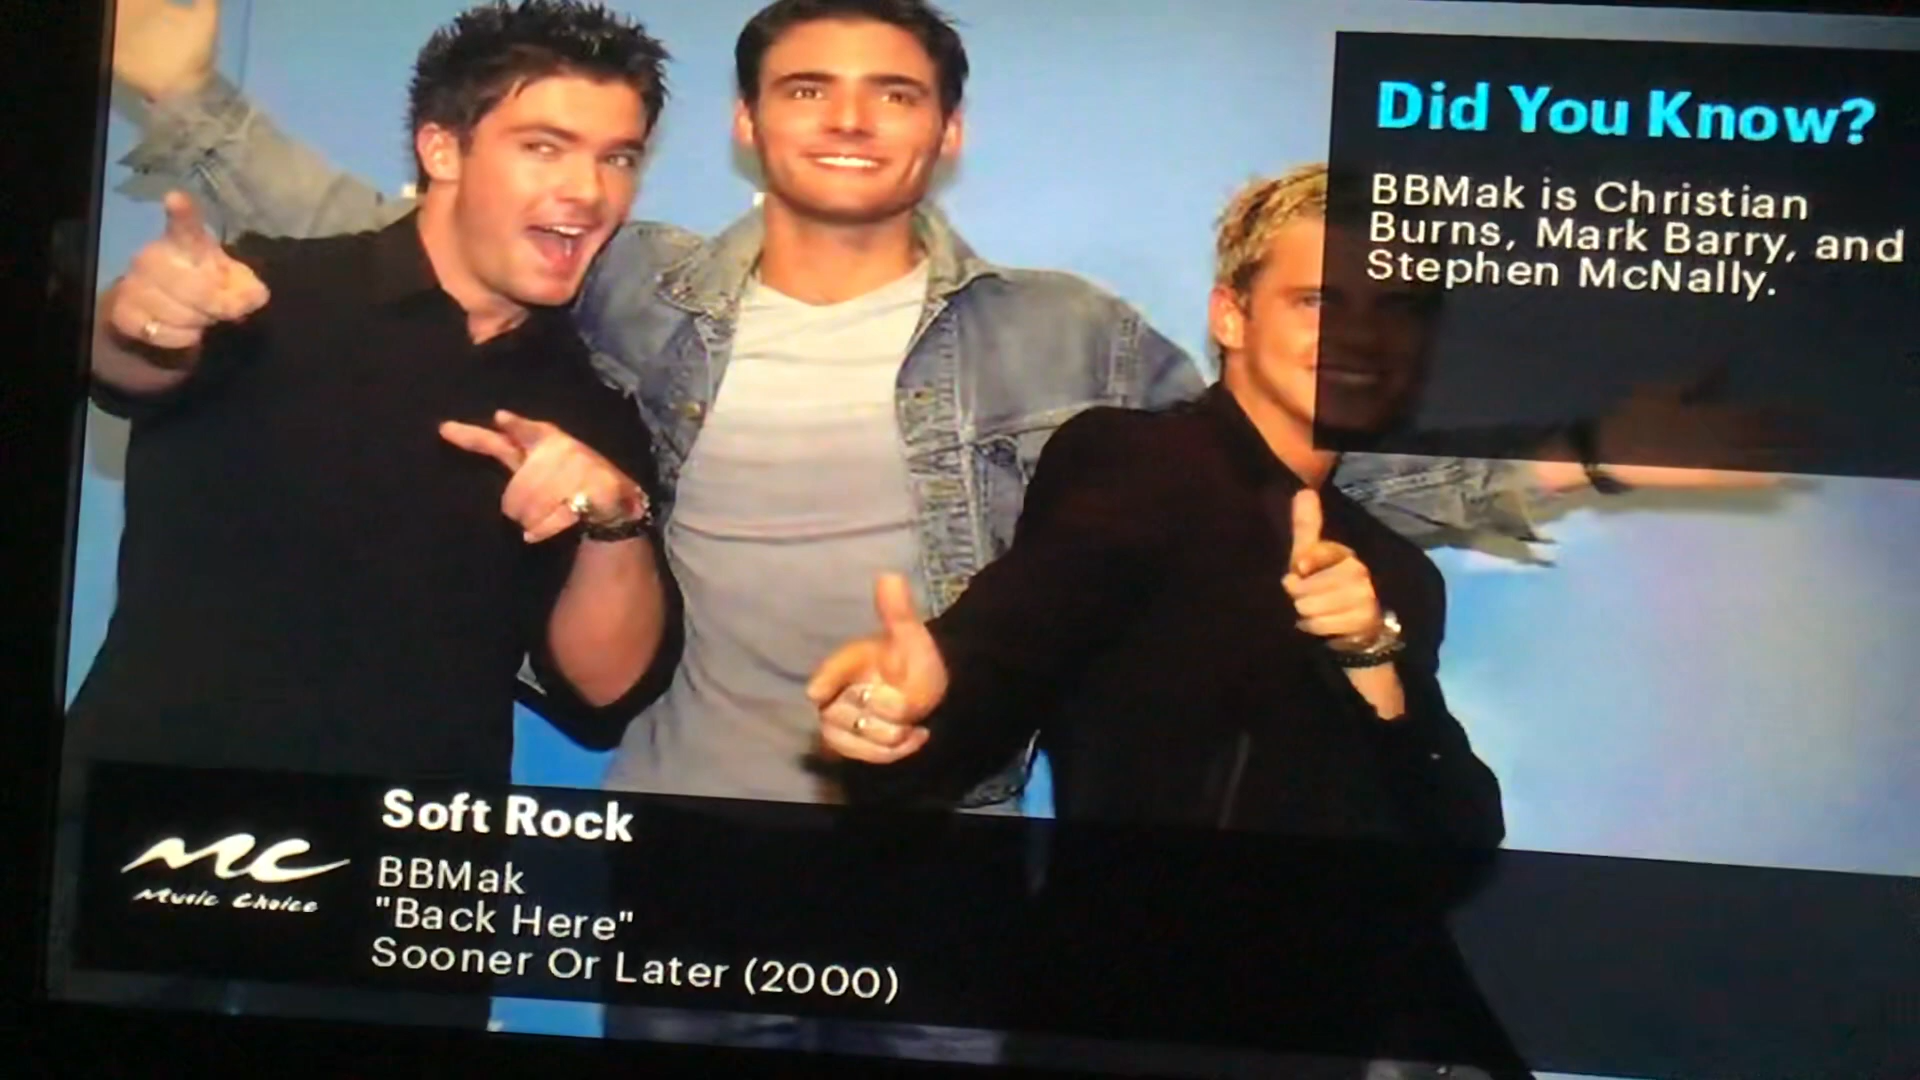 Did You Know?
BBMak is Christian
Burns, Mark Barry, and
Stephen McNally.
MC
Music Choice
Soft Rock
BBMak
"Back Here"
Sooner Or Later (2000)